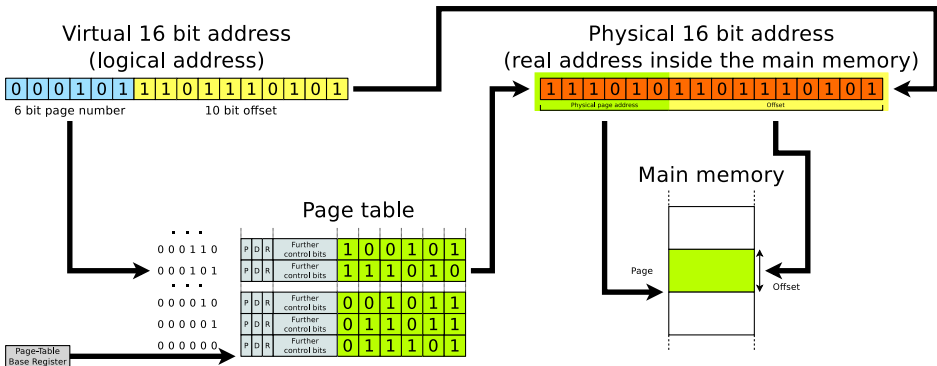 Virtual 16 bit address
(logical address)
0 0 0 1 0 1 1 1 0 1 1 1 0 1 0 1
6 bit page number
10 bit offset
Physical 16 bit address
(real address inside the main memory)
1 1 1 0 1 0 1 1 0 1 1 1 0 1 0 1
Physical page address
Offset
Page table
. . .
0 0 0 1 1 0 P D R Further control bits 1 0 0 1 0 1
0 0 0 1 0 1 P D R Further control bits 1 1 1 0 1 0
. . .
0 0 0 0 1 0 P D R Further control bits 0 0 1 0 1 1
0 0 0 0 0 1 P D R Further control bits 0 1 1 0 1 1
0 0 0 0 0 0 P D R Further control bits 0 1 1 1 0 1
Page-Table
Base Register
Main memory
Page
Offset